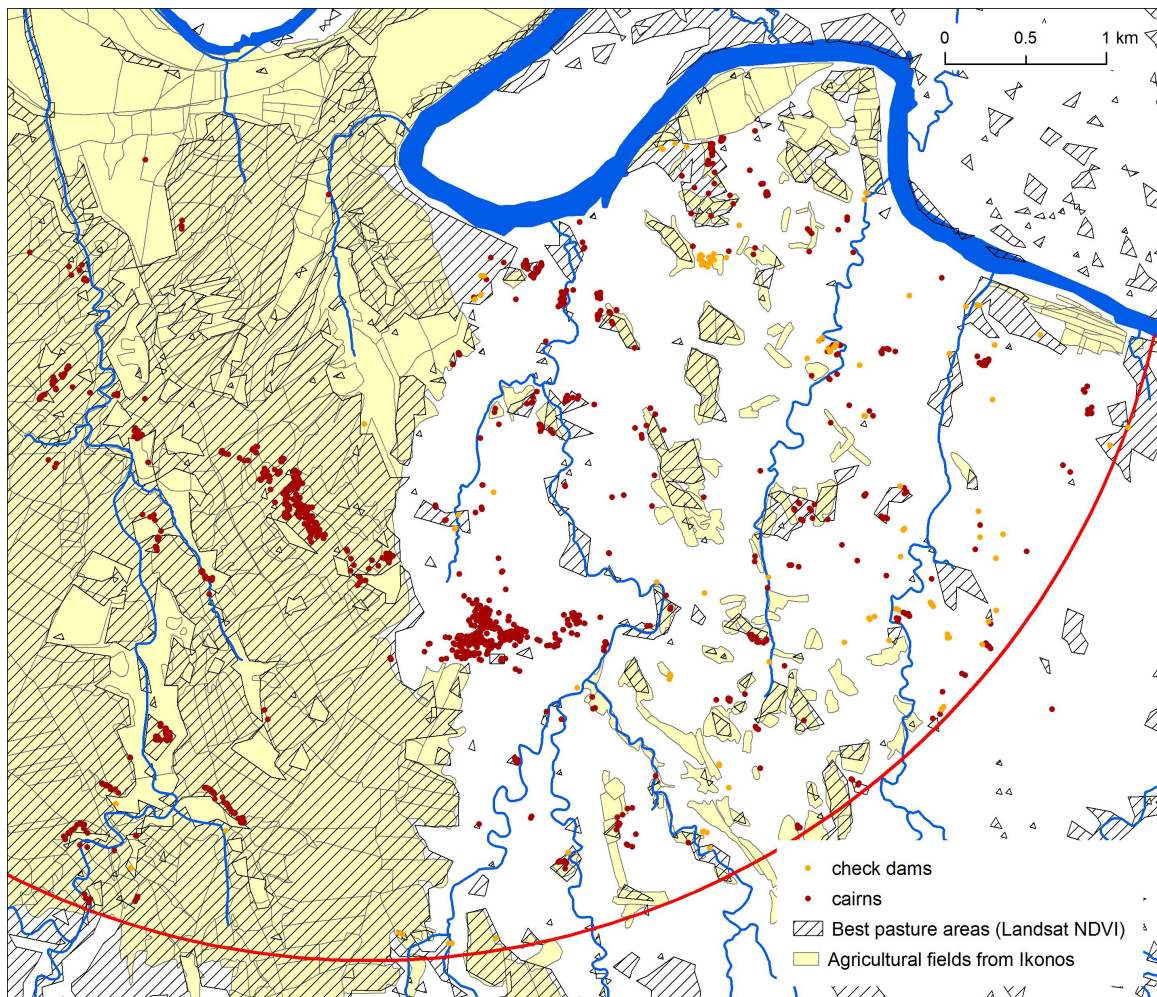 0 0.5 1 km
check dams
cairns
Best pasture areas (Landsat NDVI)
Agricultural fields from Ikonos